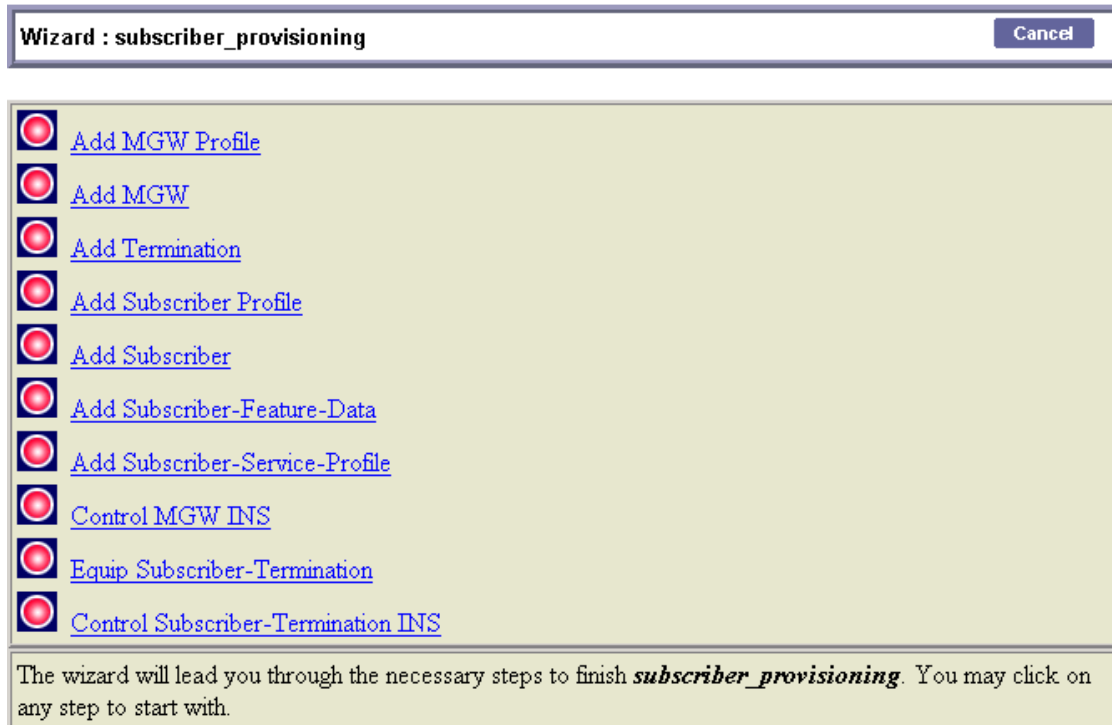 Wizard : subscriber_provisioning
Cancel
Add MGW Profile
Add MGW
Add Termination
Add Subscriber Profile
Add Subscriber
Add Subscriber-Feature-Data
Add Subscriber-Service-Profile
Control MGW INS
Equip Subscriber-Termination
Control Subscriber-Termination INS
The wizard will lead you through the necessary steps to finish subscriber_provisioning. You may click on
any step to start with.